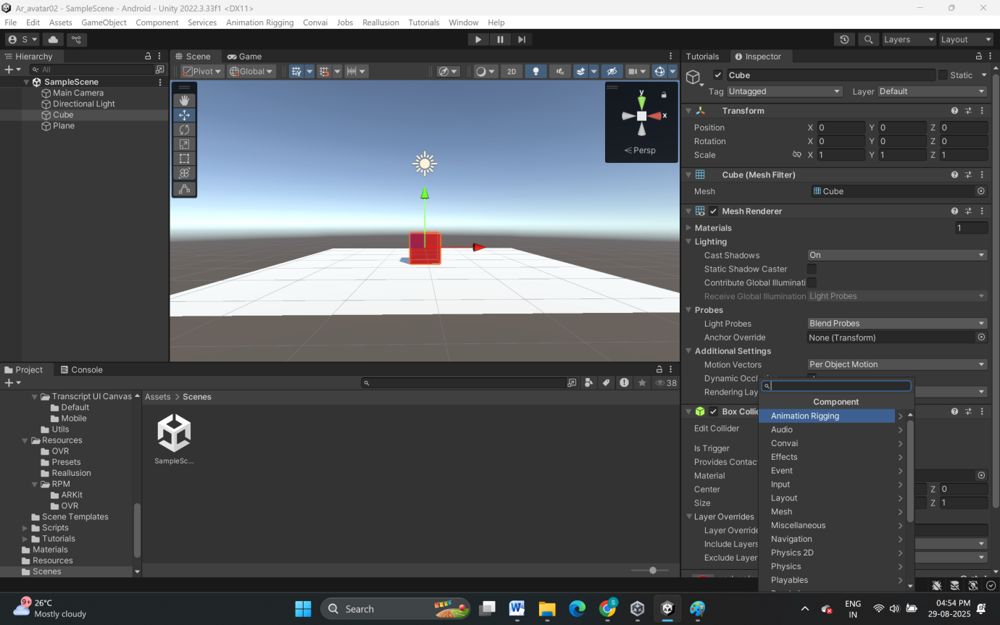 Ar_avatar02 - SampleScene - Android - Unity 2022.3.33f1 <DX11>
File Edit Assets GameObject Component Services Animation Rigging Convai Jobs Reallusion Tutorials Window Help
S Layers Layout
Hierarchy
All
SampleScene
Main Camera
Directional Light
Cube
Plane
Scene Game
Pivot Global 2D
y
x
Persp
Tutorials Inspector
Cube Static
Tag Untagged Layer Default
Transform
Position X 0 Y 0 Z 0
Rotation X 0 Y 0 Z 0
Scale X 1 Y 1 Z 1
Cube (Mesh Filter)
Mesh Cube
Mesh Renderer
Materials 1
Lighting
Cast Shadows On
Static Shadow Caster
Contribute Global Illuminati
Receive Global Illumination Light Probes
Probes
Light Probes Blend Probes
Anchor Override None (Transform)
Additional Settings
Motion Vectors Per Object Motion
Dynamic
Rendering Lay
Box Collid
Edit Collider
Is Trigger
Provides Contac
Material
Center Z 0
Size Z 1
Layer Overrides
Layer Override
Include Layers
Exclude Layer
Component
Animation Rigging
Audio
Convai
Effects
Event
Input
Layout
Mesh
Miscellaneous
Navigation
Physics 2D
Physics
Playables
Project Console
38
Transcript UI Canvas
Default
Mobile
Utils
Resources
OVR
Presets
Reallusion
RPM
ARKit
OVR
Scene Templates
Scripts
Tutorials
Materials
Resources
Scenes
Assets > Scenes
SampleSc...
9+
26°C
Mostly cloudy
Search
S
ENG
IN
04:54 PM
29-08-2025